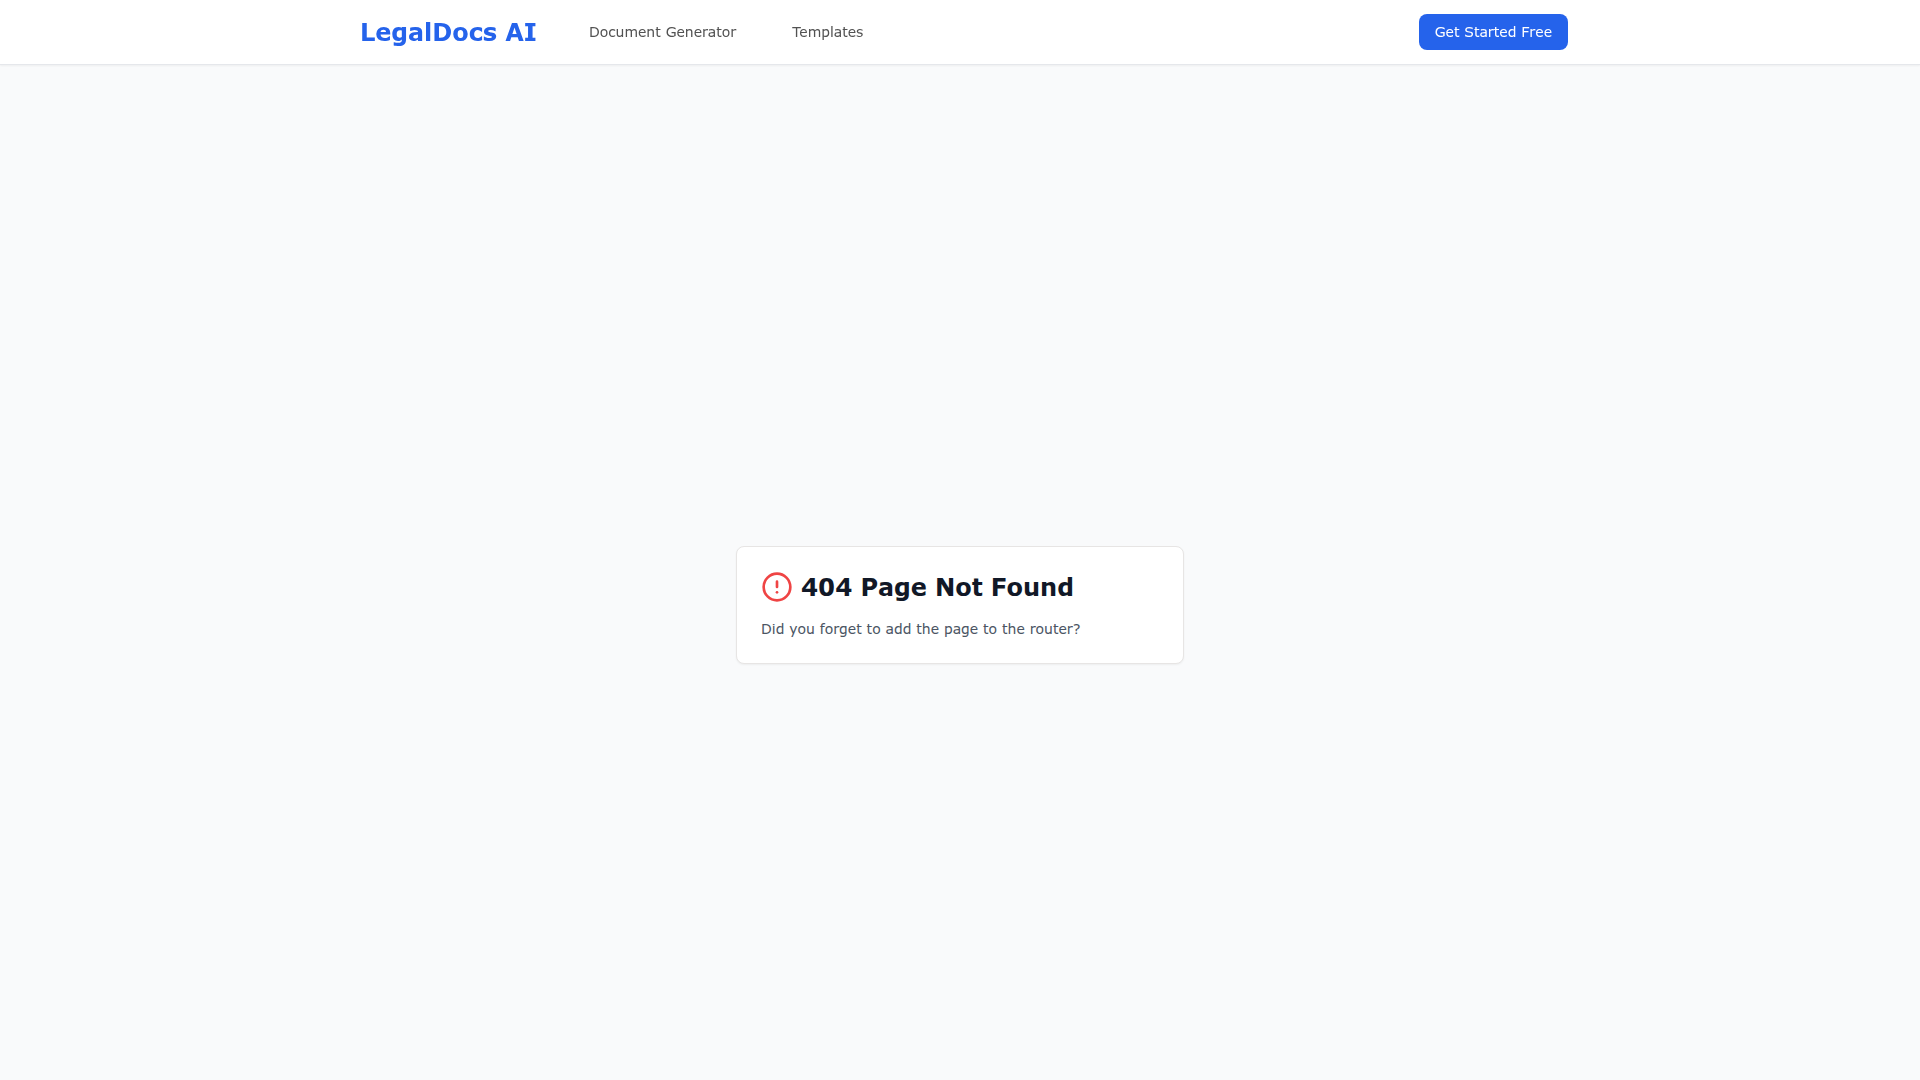 LegalDocs AI
Document Generator
Templates
Get Started Free
404 Page Not Found
Did you forget to add the page to the router?